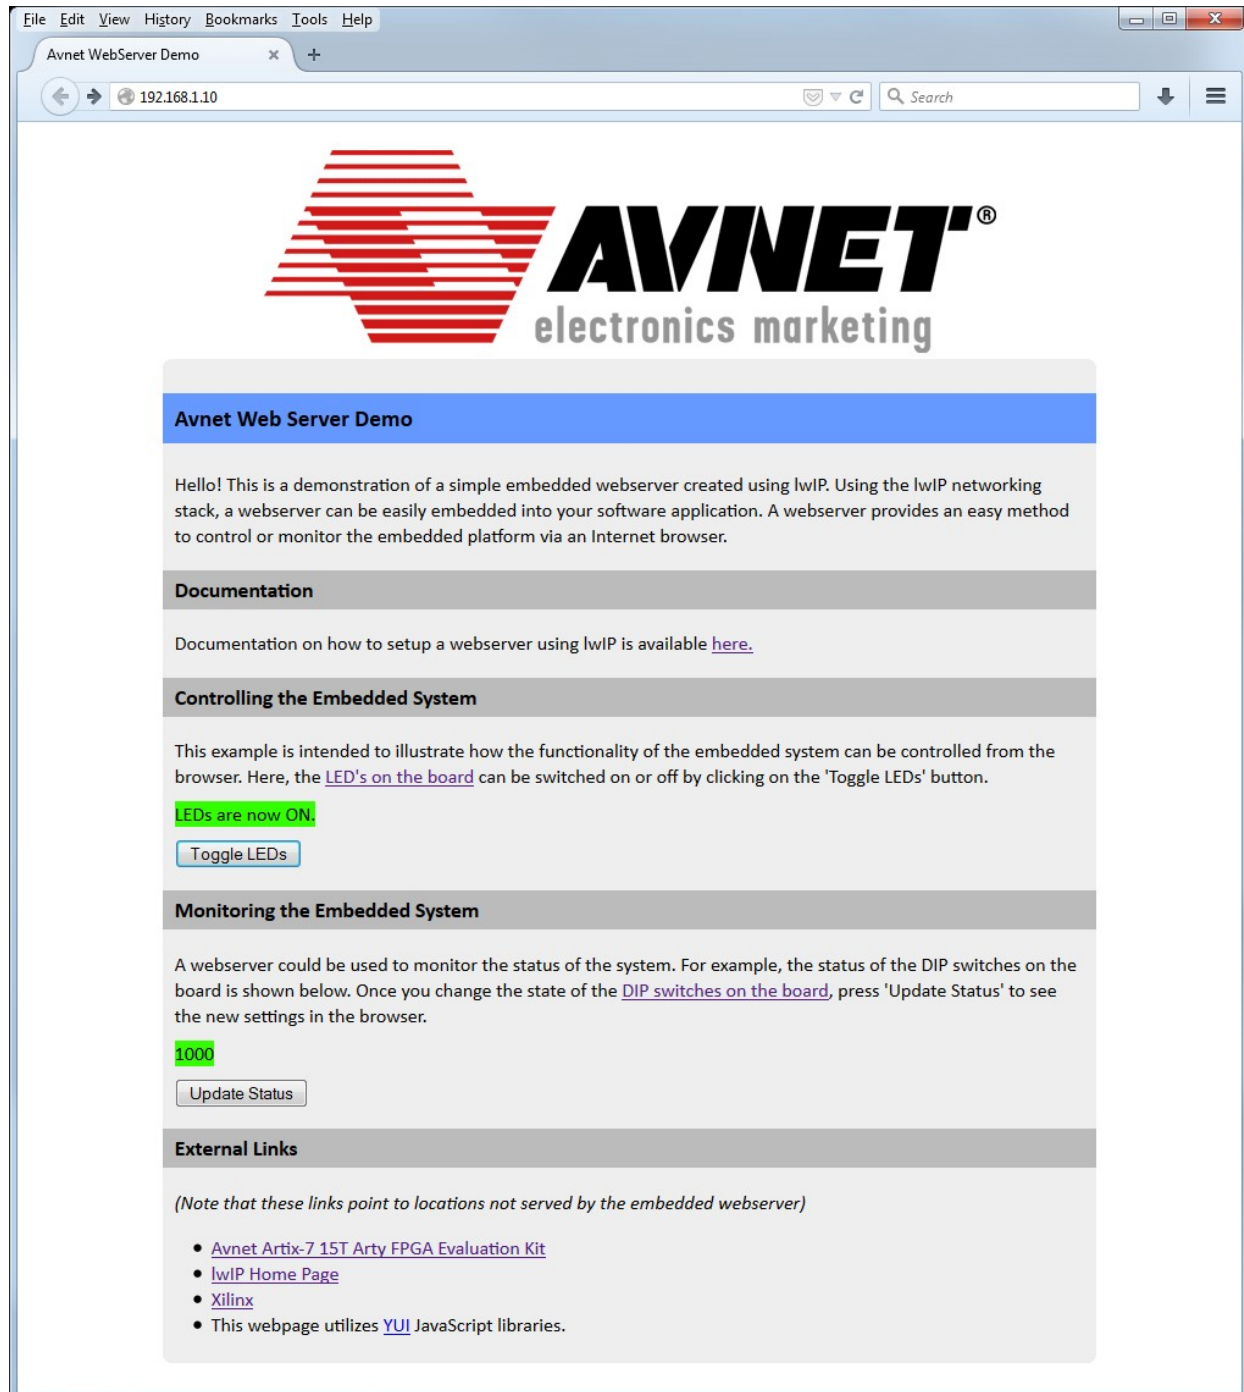 File Edit View History Bookmarks Tools Help
Avnet WebServer Demo
192.168.1.10
Search
AVNET®
electronics marketing
Avnet Web Server Demo
Hello! This is a demonstration of a simple embedded webserver created using lwIP. Using the lwIP networking
stack, a webserver can be easily embedded into your software application. A webserver provides an easy method
to control or monitor the embedded platform via an Internet browser.
Documentation
Documentation on how to setup a webserver using lwIP is available here.
Controlling the Embedded System
This example is intended to illustrate how the functionality of the embedded system can be controlled from the
browser. Here, the LED's on the board can be switched on or off by clicking on the 'Toggle LEDs' button.
LEDs are now ON.
Toggle LEDs
Monitoring the Embedded System
A webserver could be used to monitor the status of the system. For example, the status of the DIP switches on the
board is shown below. Once you change the state of the DIP switches on the board, press 'Update Status' to see
the new settings in the browser.
1000
Update Status
External Links
(Note that these links point to locations not served by the embedded webserver)
• Avnet Artix-7 15T Arty FPGA Evaluation Kit
• lwIP Home Page
• Xilinx
• This webpage utilizes YUI JavaScript libraries.